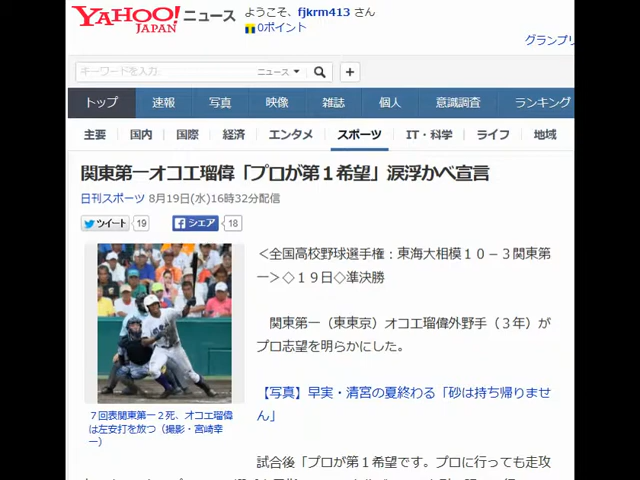 YAHOO! JAPAN ニュース
ようこそ、fjkrm413 さん
0ポイント
グランプリ
キーワードを入力
ニュース
トップ 速報 写真 映像 雑誌 個人 意識調査 ランキング
主要 国内 国際 経済 エンタメ スポーツ IT・科学 ライフ 地域
関東第一オコエ瑠偉「プロが第１希望」涙浮かべ宣言
日刊スポーツ 8月19日(水)16時32分配信
ツイート 19 シェア 18
＜全国高校野球選手権：東海大相模１０－３関東第
一＞◇１９日◇準決勝
関東第一（東東京）オコエ瑠偉外野手（３年）が
プロ志望を明らかにした。
【写真】早実・清宮の夏終わる「砂は持ち帰りませ
ん」
７回表関東第一２死、オコエ瑠偉
は左安打を放つ（撮影・宮崎幸
一）
試合後「プロが第１希望です。プロに行っても走攻